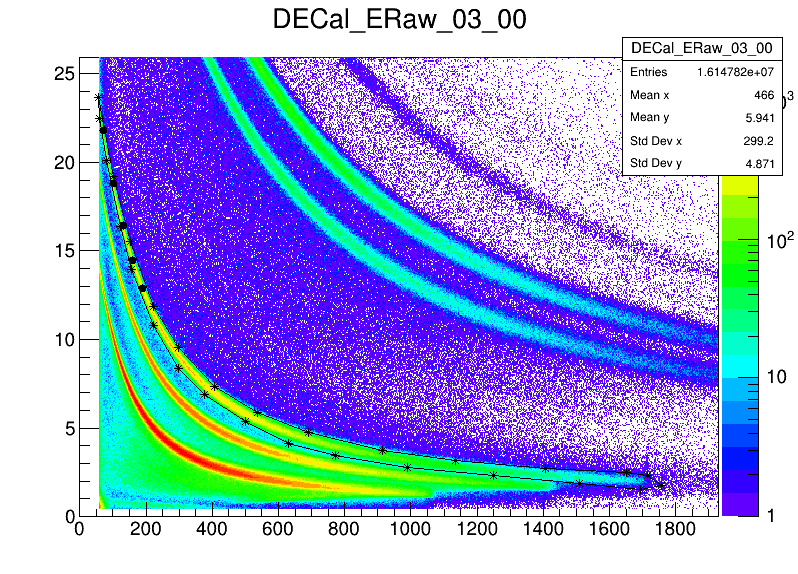 DECal_ERaw_03_00
DECal_ERaw_03_00
Entries 1.614782e+07
Mean x 466
Mean y 5.941
Std Dev x 299.2
Std Dev y 4.871
25
20
15
10
5
0
0 200 400 600 800 1000 1200 1400 1600 1800
3
10²
10
1